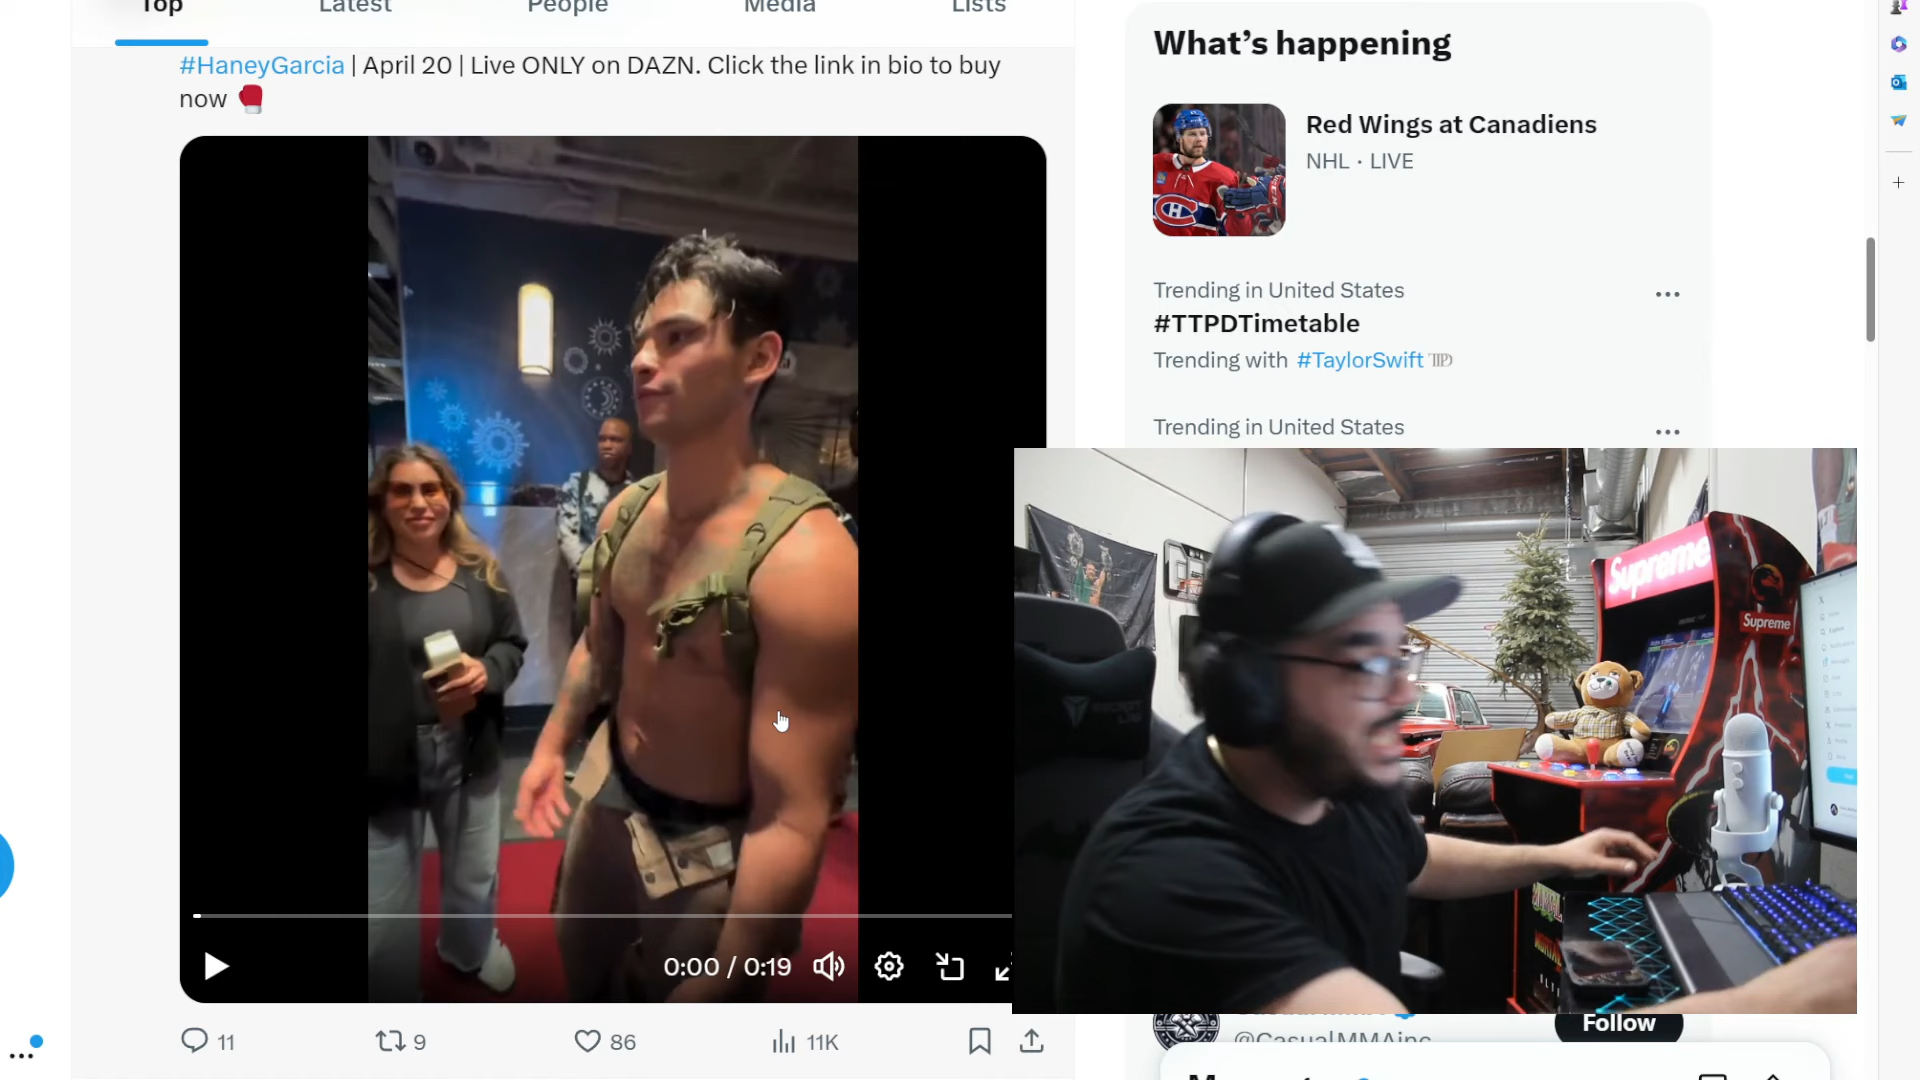 Top
Latest
People
Media
Lists
#HaneyGarcia | April 20 | Live ONLY on DAZN. Click the link in bio to buy
now
0:00 / 0:19
11
9
86
11K
What's happening
Red Wings at Canadiens
NHL · LIVE
Trending in United States
#TTPDTimetable
Trending with #TaylorSwift
Trending in United States
Supreme
Supreme
@CasualMMAinc
Follow